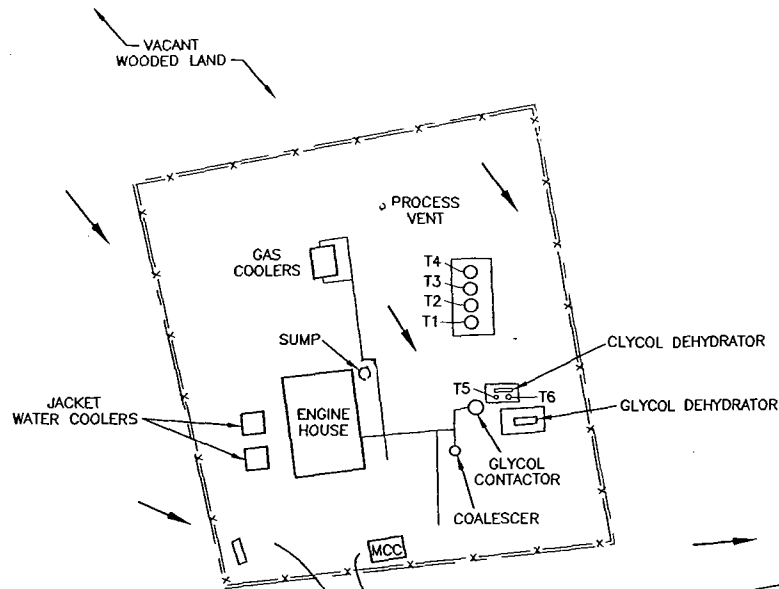 VACANT
WOODED LAND
PROCESS
VENT
GAS
COOLERS
T4
T3
T2
T1
SUMP
CLYCOL DEHYDRATOR
T5
T6
JACKET
WATER COOLERS
ENGINE
HOUSE
GLYCOL DEHYDRATOR
GLYCOL
CONTACTOR
COALESCER
MCC